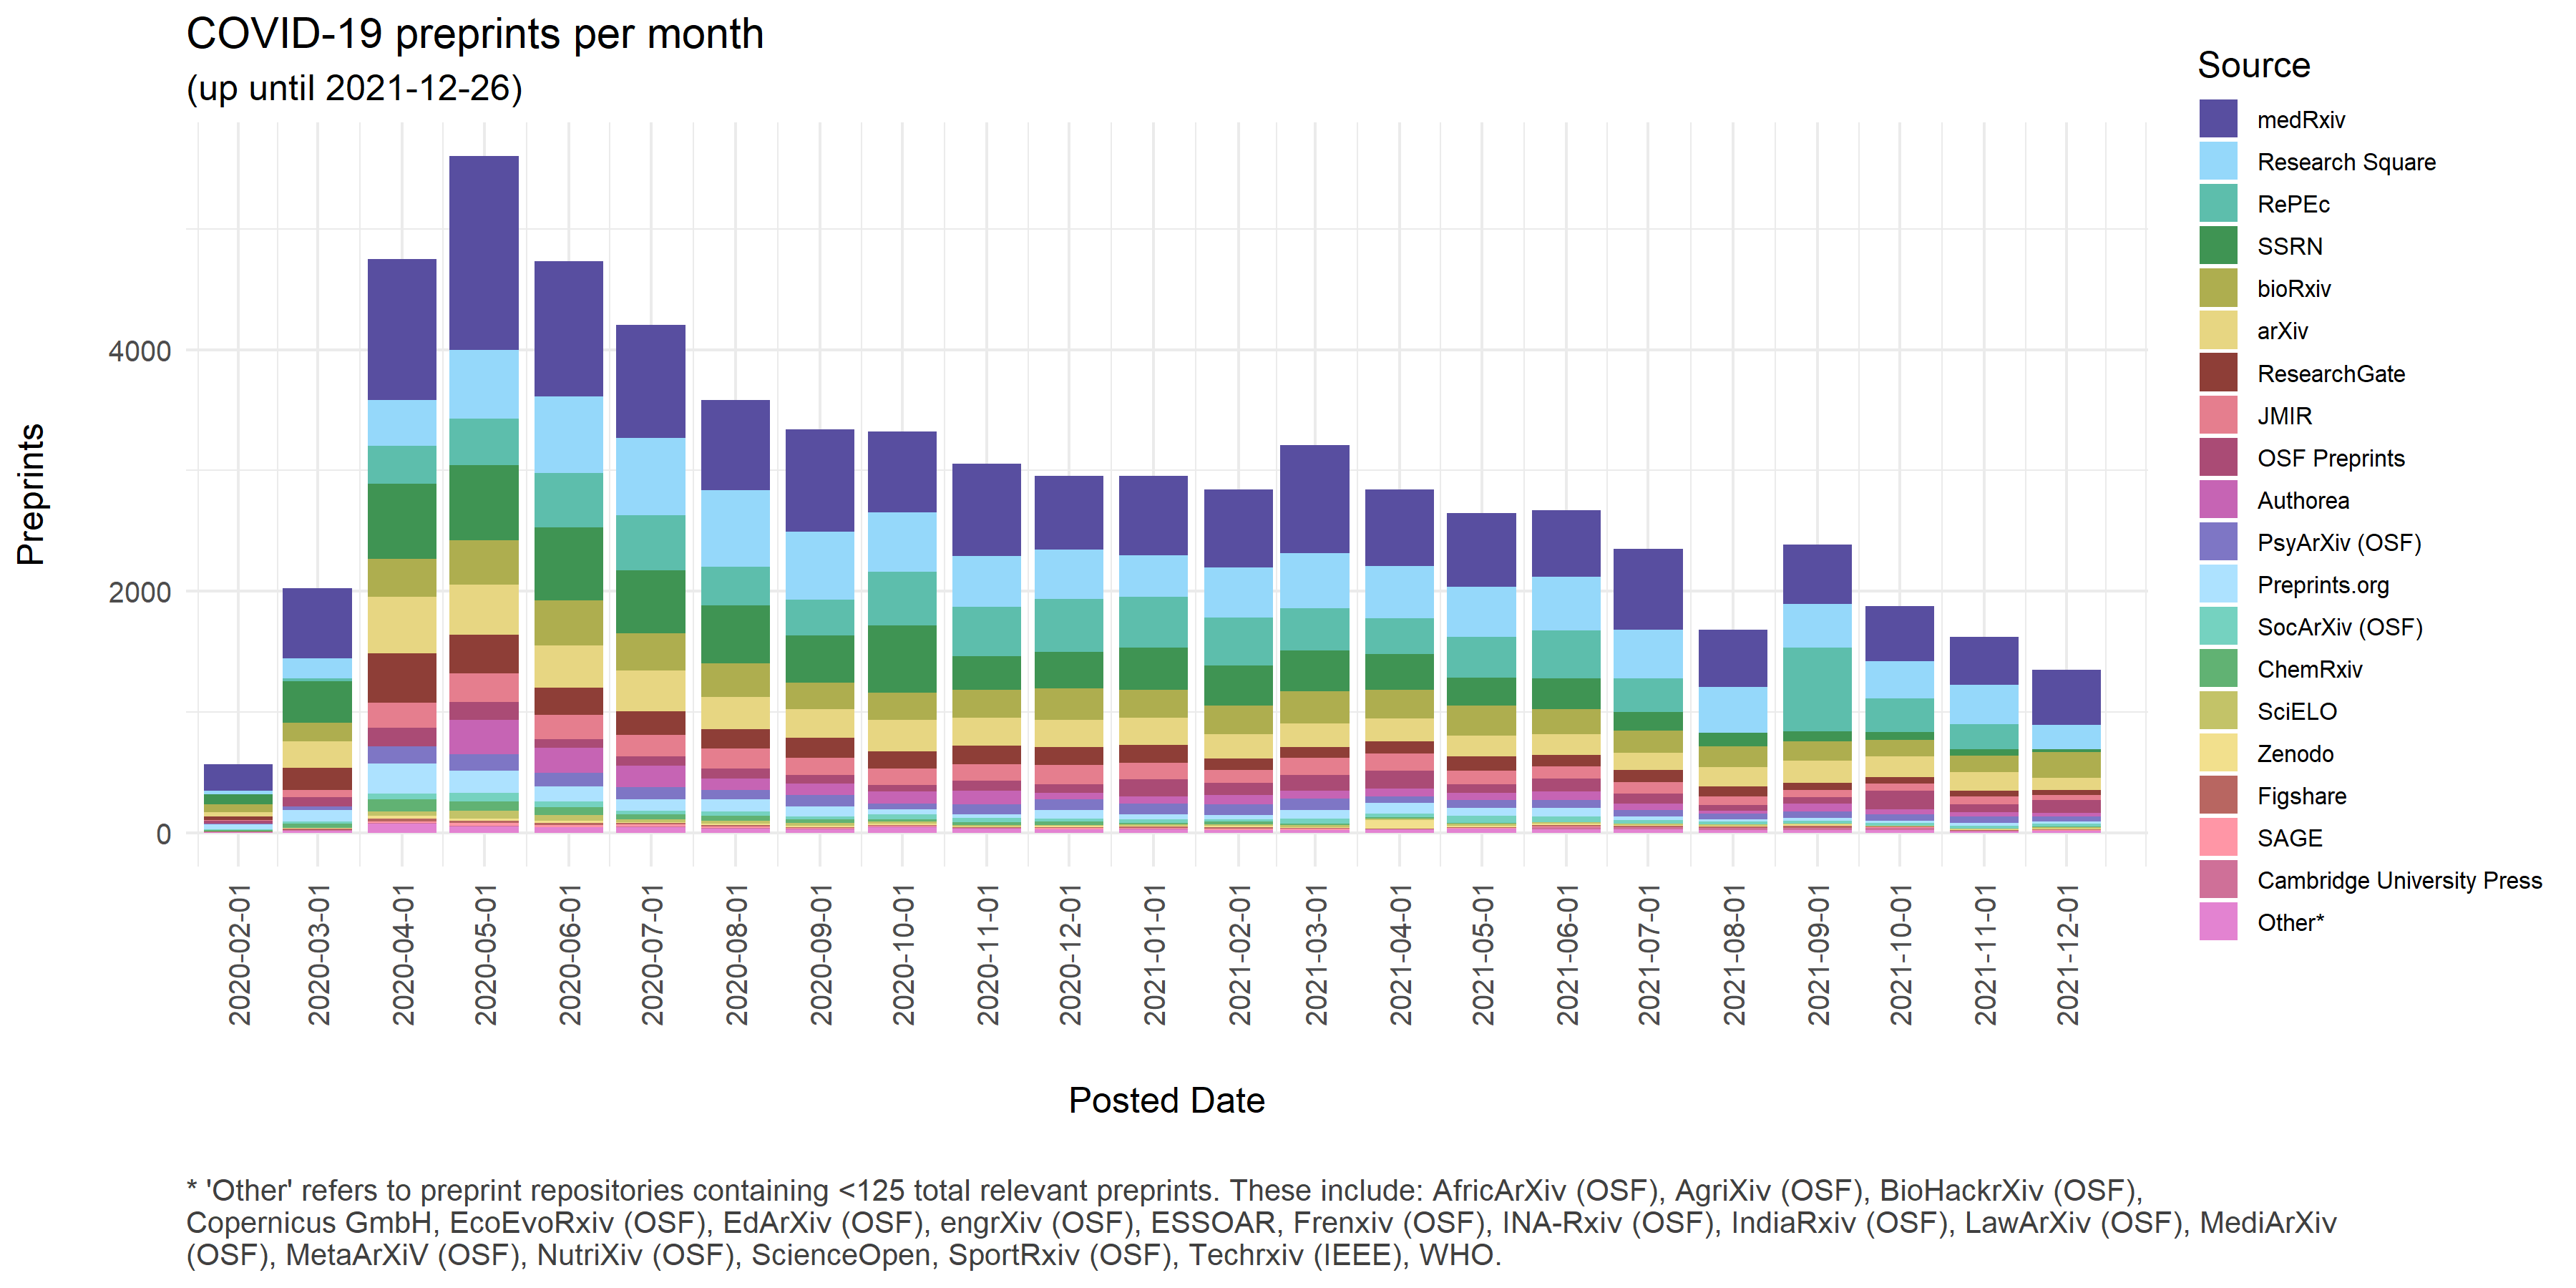 COVID-19 preprints per month
(up until 2021-12-26)
Source
medRxiv
Research Square
RePEc
SSRN
bioRxiv
arXiv
ResearchGate
JMIR
OSF Preprints
Authorea
PsyArXiv (OSF)
Preprints.org
SocArXiv (OSF)
ChemRxiv
SciELO
Zenodo
Figshare
SAGE
Cambridge University Press
Other*
Preprints
4000
2000
0
2020-02-01
2020-03-01
2020-04-01
2020-05-01
2020-06-01
2020-07-01
2020-08-01
2020-09-01
2020-10-01
2020-11-01
2020-12-01
2021-01-01
2021-02-01
2021-03-01
2021-04-01
2021-05-01
2021-06-01
2021-07-01
2021-08-01
2021-09-01
2021-10-01
2021-11-01
2021-12-01
Posted Date
* 'Other' refers to preprint repositories containing <125 total relevant preprints. These include: AfricArXiv (OSF), AgriXiv (OSF), BioHackrXiv (OSF),
Copernicus GmbH, EcoEvoRxiv (OSF), EdArXiv (OSF), engrXiv (OSF), ESSOAR, Frenxiv (OSF), INA-Rxiv (OSF), IndiaRxiv (OSF), LawArXiv (OSF), MediArXiv
(OSF), MetaArXiV (OSF), NutriXiv (OSF), ScienceOpen, SportRxiv (OSF), Techrxiv (IEEE), WHO.